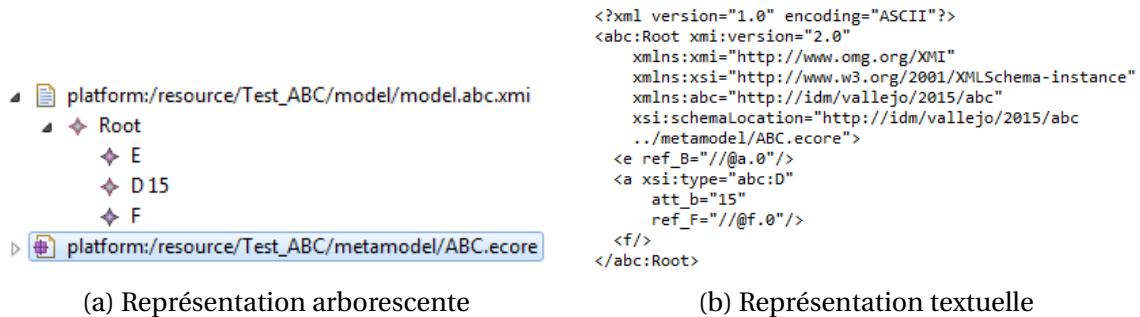 platform:/resource/Test_ABC/model/model.abc.xmi
Root
E
D 15
F
platform:/resource/Test_ABC/metamodel/ABC.ecore
(a) Représentation arborescente
<?xml version="1.0" encoding="ASCII"?>
<abc:Root xmi:version="2.0"
xmlns:xmi="http://www.omg.org/XMI"
xmlns:xsi="http://www.w3.org/2001/XMLSchema-instance"
xmlns:abc="http://idm/vallejo/2015/abc"
xsi:schemaLocation="http://idm/vallejo/2015/abc
../metamodel/ABC.ecore">
<e ref_B="//@a.0"/>
<a xsi:type="abc:D"
att_b="15"
ref_F="//@f.0"/>
<f/>
</abc:Root>
(b) Représentation textuelle